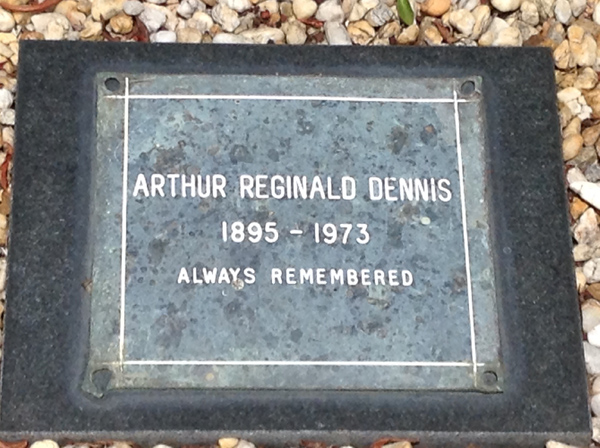 ARTHUR REGINALD DENNIS
1895 - 1973
ALWAYS REMEMBERED